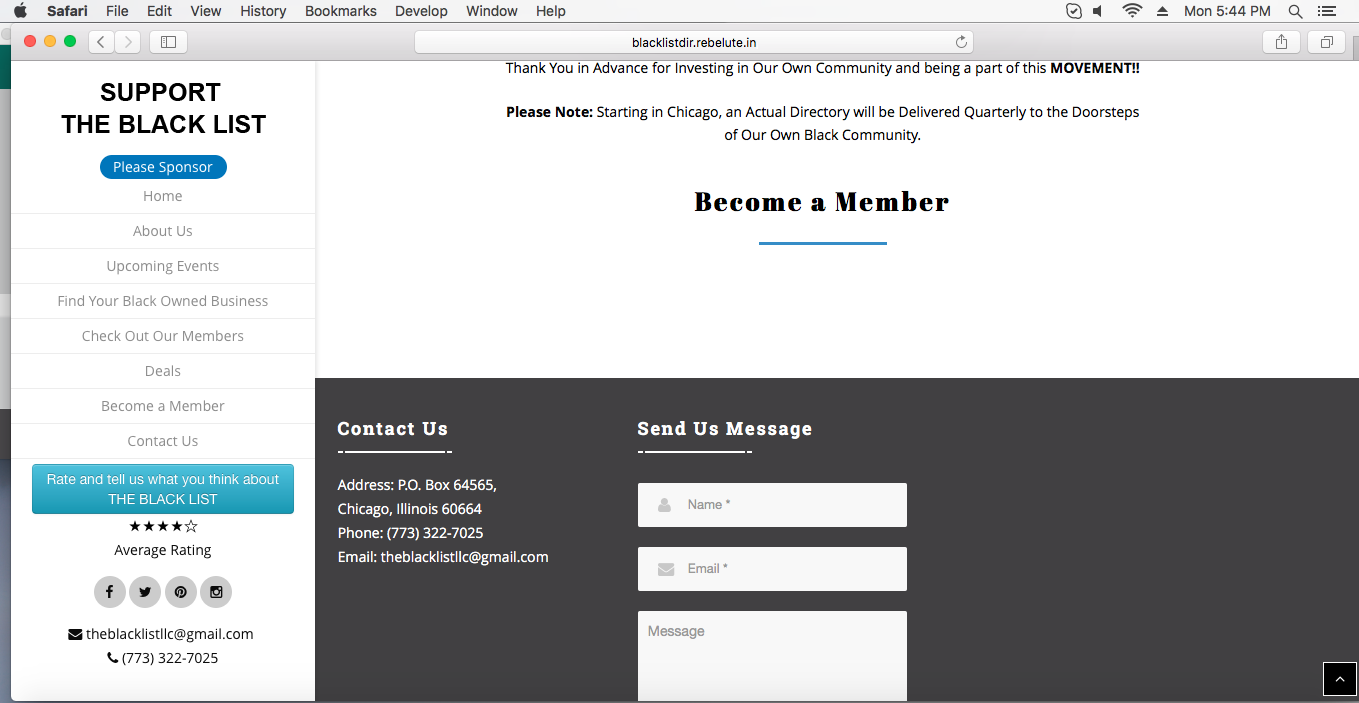 Safari File Edit View History Bookmarks Develop Window Help Mon 5:44 PM
blacklistdir.rebelute.in
SUPPORT
THE BLACK LIST
Please Sponsor
Home
About Us
Upcoming Events
Find Your Black Owned Business
Check Out Our Members
Deals
Become a Member
Contact Us
Rate and tell us what you think about
THE BLACK LIST
★★★★☆
Average Rating
theblacklistllc@gmail.com
(773) 322-7025
Thank You in Advance for Investing in Our Own Community and being a part of this MOVEMENT!!
Please Note: Starting in Chicago, an Actual Directory will be Delivered Quarterly to the Doorsteps
of Our Own Black Community.
Become a Member
Contact Us
Address: P.O. Box 64565,
Chicago, Illinois 60664
Phone: (773) 322-7025
Email: theblacklistllc@gmail.com
Send Us Message
Name *
Email *
Message